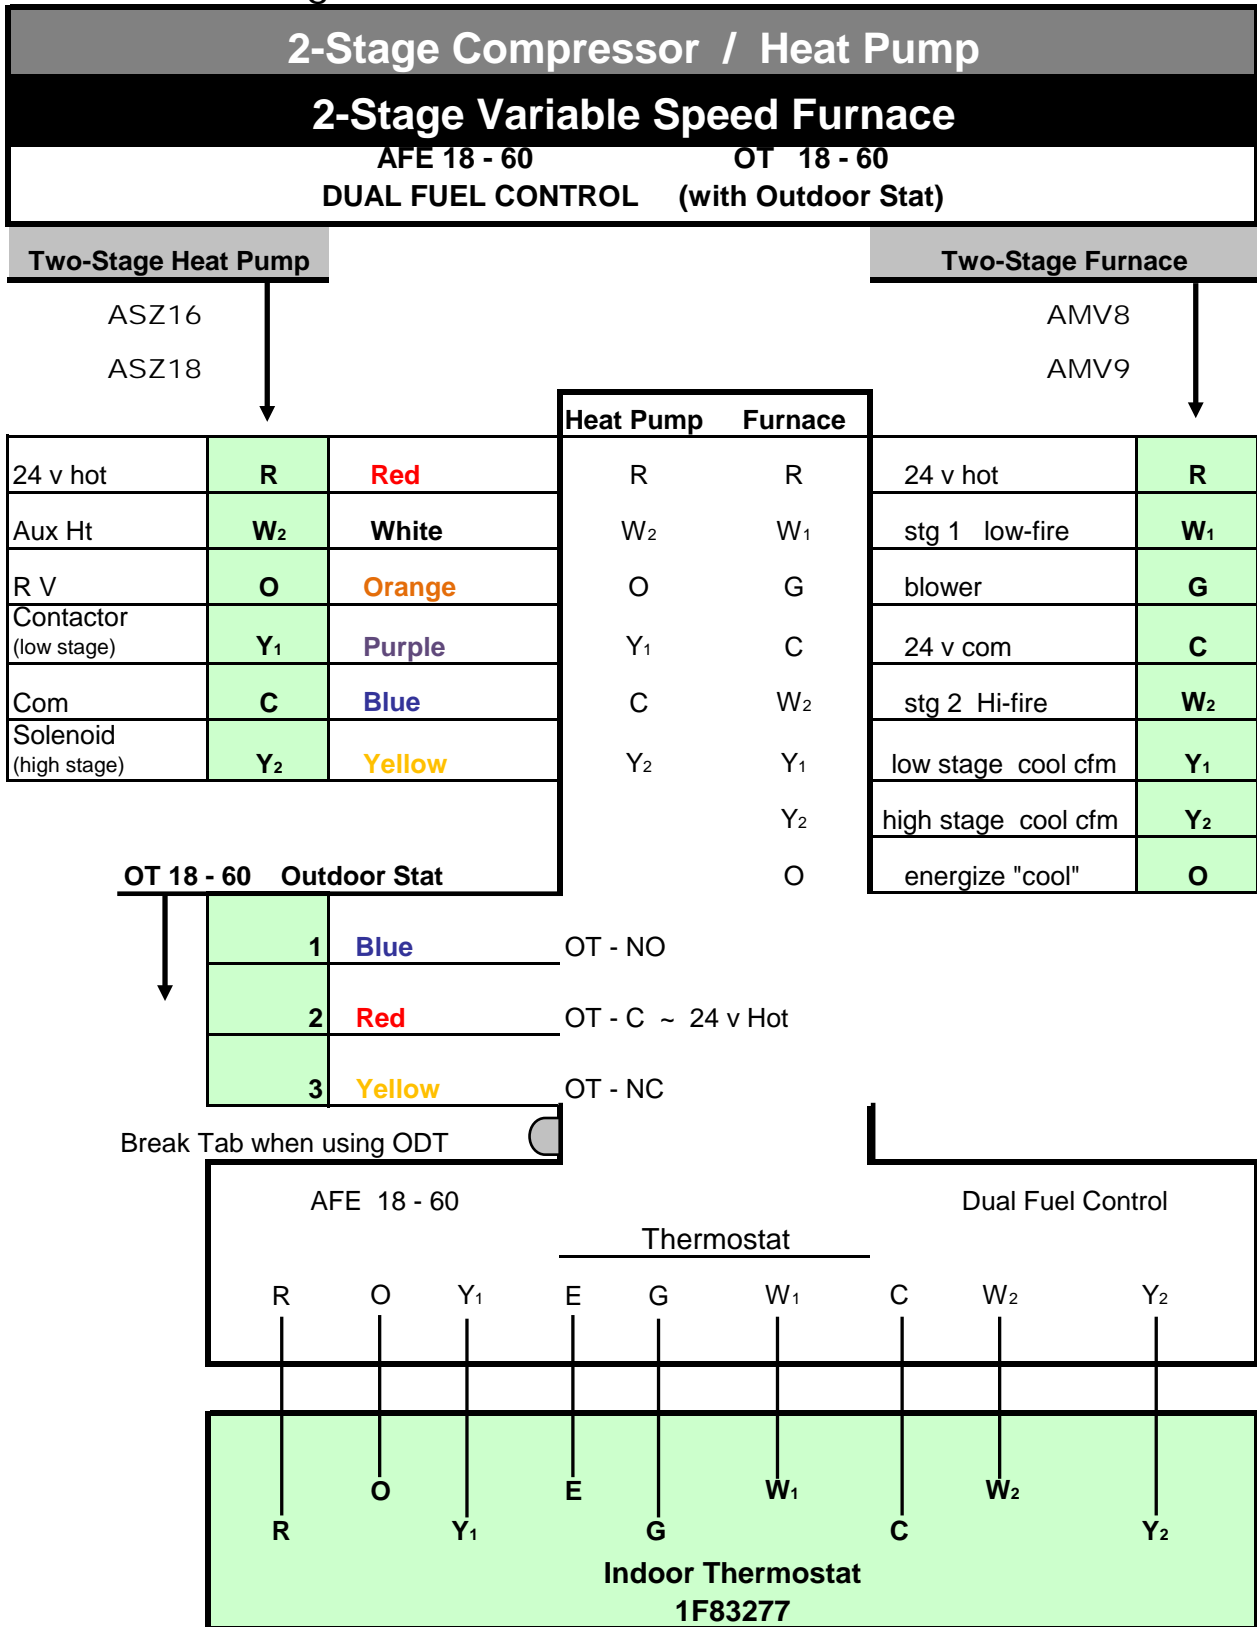 2-Stage Compressor / Heat Pump
2-Stage Variable Speed Furnace
AFE 18 - 60 OT 18 - 60
DUAL FUEL CONTROL (with Outdoor Stat)
Two-Stage Heat Pump Two-Stage Furnace
ASZ16 AMV8
ASZ18 AMV9
Heat Pump Furnace
24 v hot R Red R R 24 v hot R
Aux Ht W2 White W2 W1 stg 1 low-fire W1
R V O Orange O G blower G
Contactor
(low stage) Y1 Purple Y1 C 24 v com C
Com C Blue C W2 stg 2 Hi-fire W2
Solenoid
(high stage) Y2 Yellow Y2 Y1 low stage cool cfm Y1
Y2 high stage cool cfm Y2
OT 18 - 60 Outdoor Stat O energize "cool" O
1 Blue OT - NO
2 Red OT - C ~ 24 v Hot
3 Yellow OT - NC
Break Tab when using ODT
AFE 18 - 60 Dual Fuel Control
Thermostat
R O Y1 E G W1 C W2 Y2
O E W1 W2
R Y1 G C Y2
Indoor Thermostat
1F83277